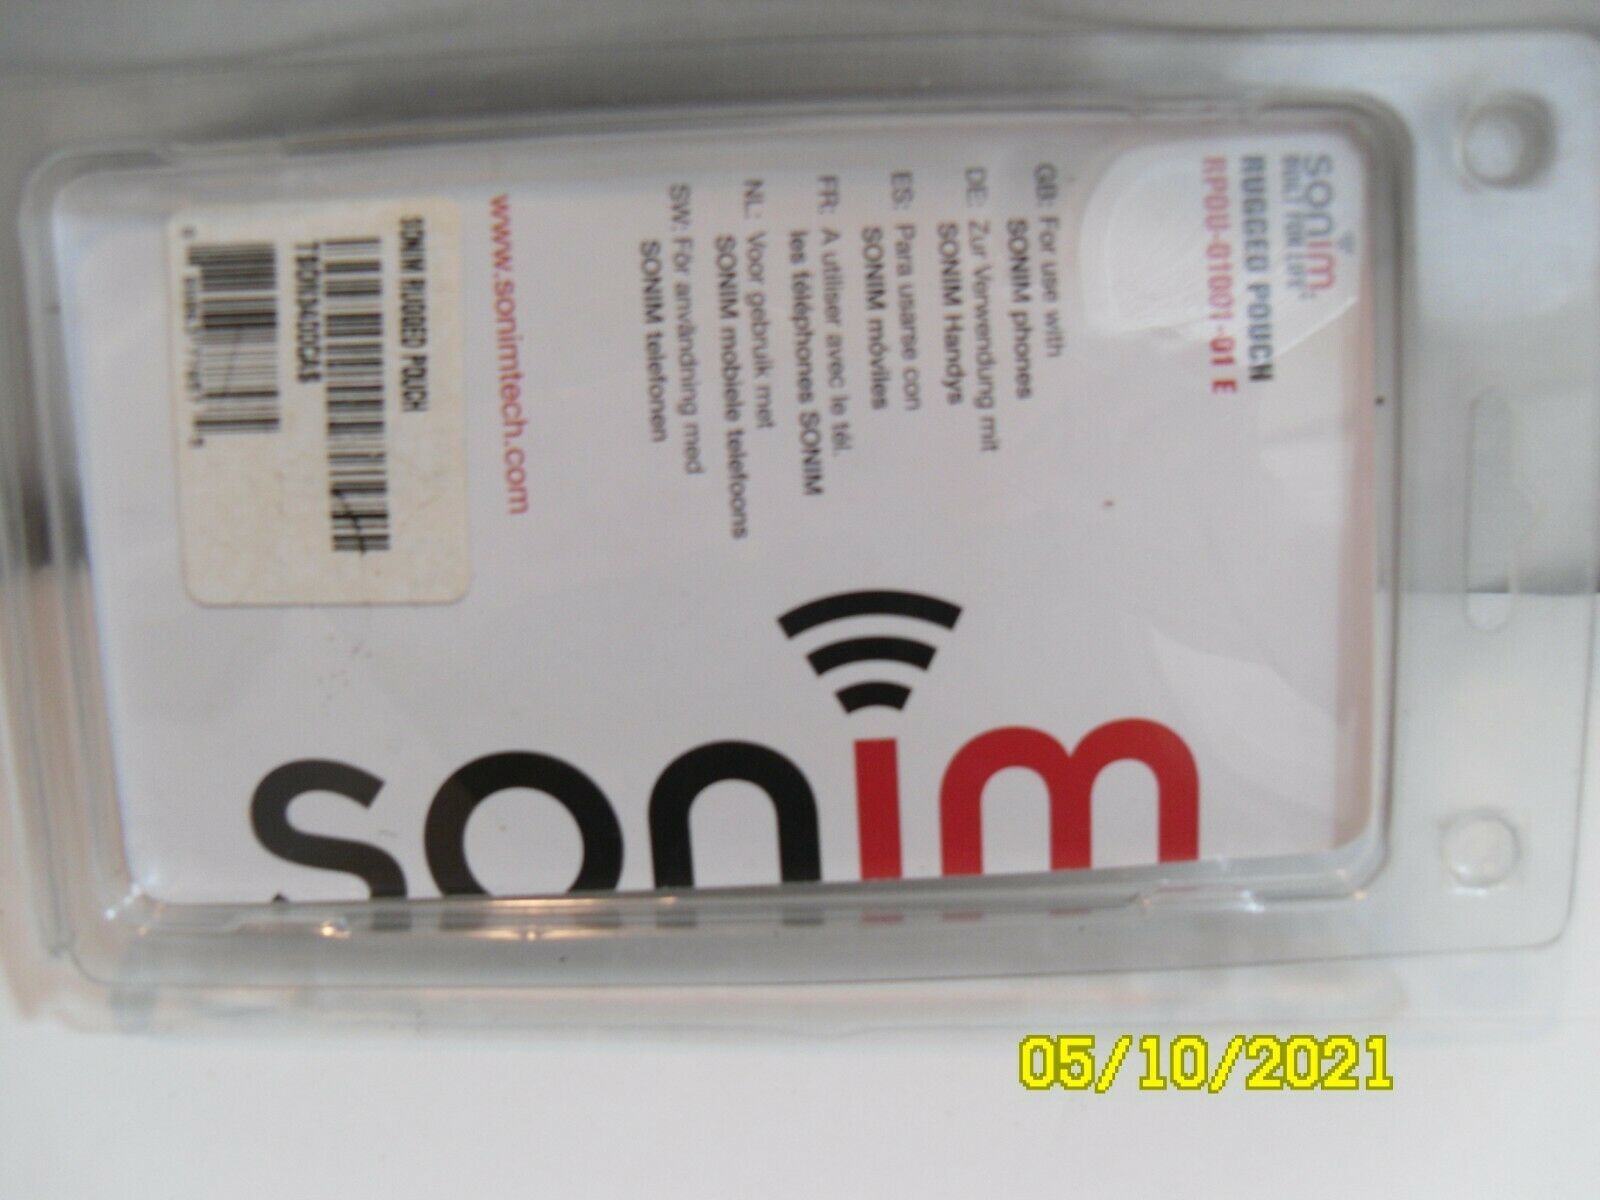 sonim
BUILT FOR LIFE
RUGGED POUCH
RPOU-01001-01 E
GB: For use with
SONIM phones
DE: Zur Verwendung mit
SONIM Handys
ES: Para usarse con
SONIM móviles
FR: A utiliser avec le tél.
les téléphones SONIM
NL: Voor gebruik met
SONIM mobiele telefoons
SW: För användning med
SONIM telefonen
www.sonimtech.com
SONIM RUGGED POUCH
sonim
05/10/2021